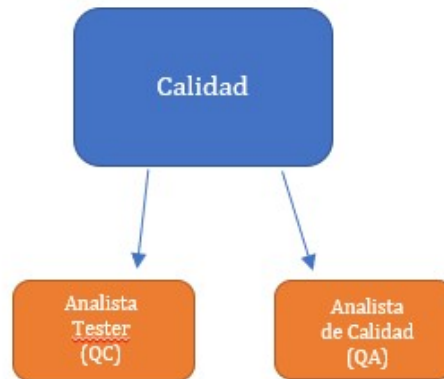 Calidad
Analista
Tester
(QC)
Analista
de Calidad
(QA)